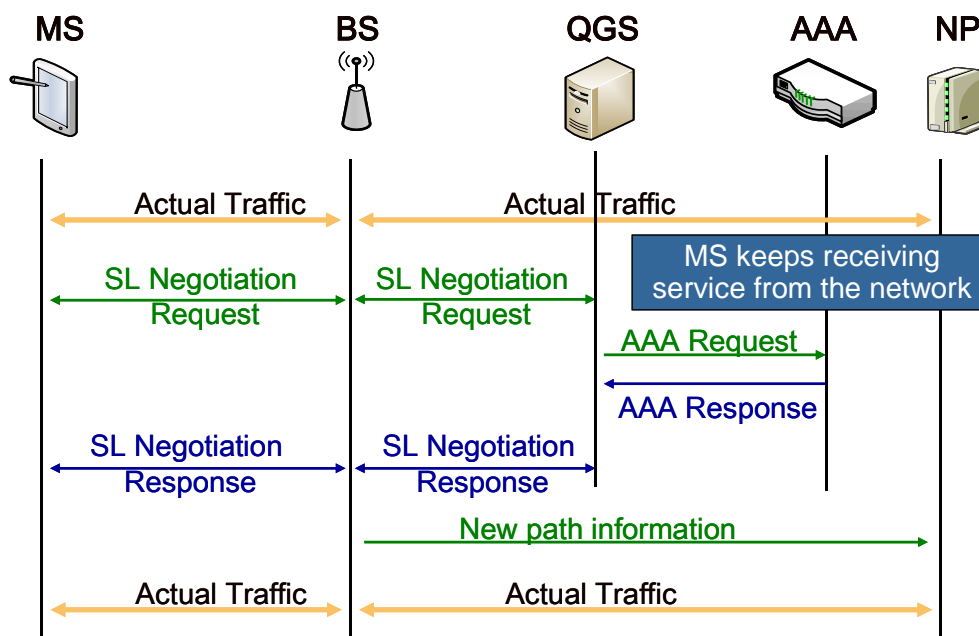 MS BS QGS AAA NP
Actual Traffic Actual Traffic
MS keeps receiving
service from the network
SL Negotiation SL Negotiation
Request Request
AAA Request
AAA Response
SL Negotiation SL Negotiation
Response Response
New path information
Actual Traffic Actual Traffic